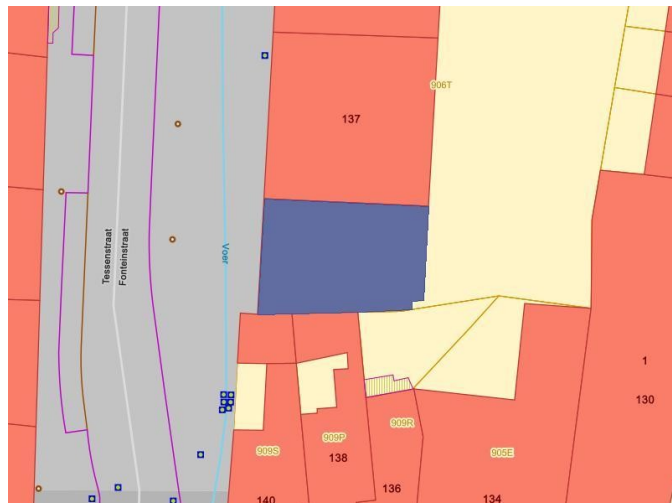 906T
137
Tessenstraat
Fonteinstraat
Voer
1
130
909S
909P
909R
905E
138
136
134
140